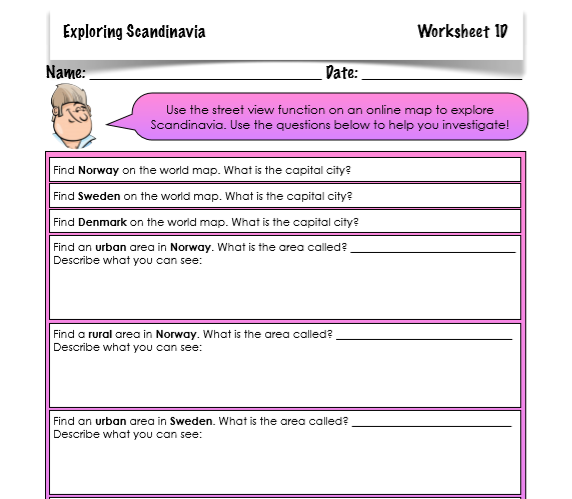 Exploring Scandinavia Worksheet 1D
Name: Date:
Use the street view function on an online map to explore
Scandinavia. Use the questions below to help you investigate!
Find Norway on the world map. What is the capital city?
Find Sweden on the world map. What is the capital city?
Find Denmark on the world map. What is the capital city?
Find an urban area in Norway. What is the area called?
Describe what you can see:
Find a rural area in Norway. What is the area called?
Describe what you can see:
Find an urban area in Sweden. What is the area called?
Describe what you can see: